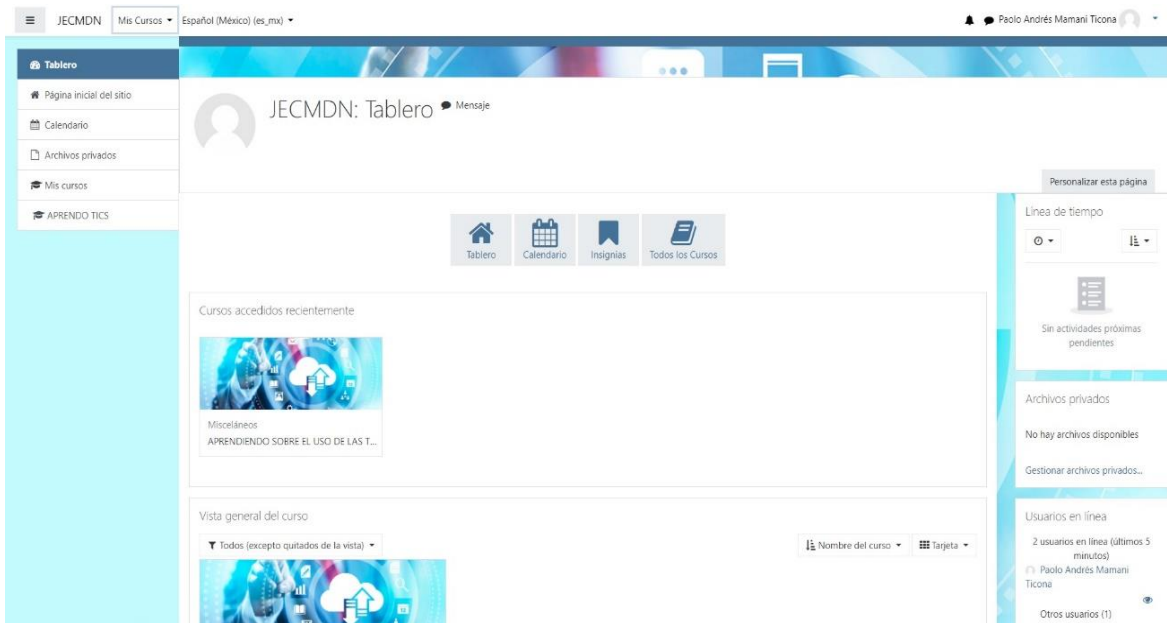 JECMDN Mis Cursos Español (México) (es_mx) Paolo Andrés Mamani Ticona
Tablero
Página inicial del sitio
Calendario
Archivos privados
Mis cursos
APRENDO TICS
JECMDN: Tablero Mensaje
Personalizar esta página
Tablero Calendario Insignias Todos los Cursos
Cursos accedidos recientemente
Misceláneos
APRENDIENDO SOBRE EL USO DE LAS T...
Vista general del curso
Todos (excepto quitados de la vista) Nombre del curso Tarjeta
Línea de tiempo
Sin actividades próximas
pendientes
Archivos privados
No hay archivos disponibles
Gestionar archivos privados...
Usuarios en línea
2 usuarios en línea (últimos 5
minutos)
Paolo Andrés Mamani
Ticona
Otros usuarios (1)